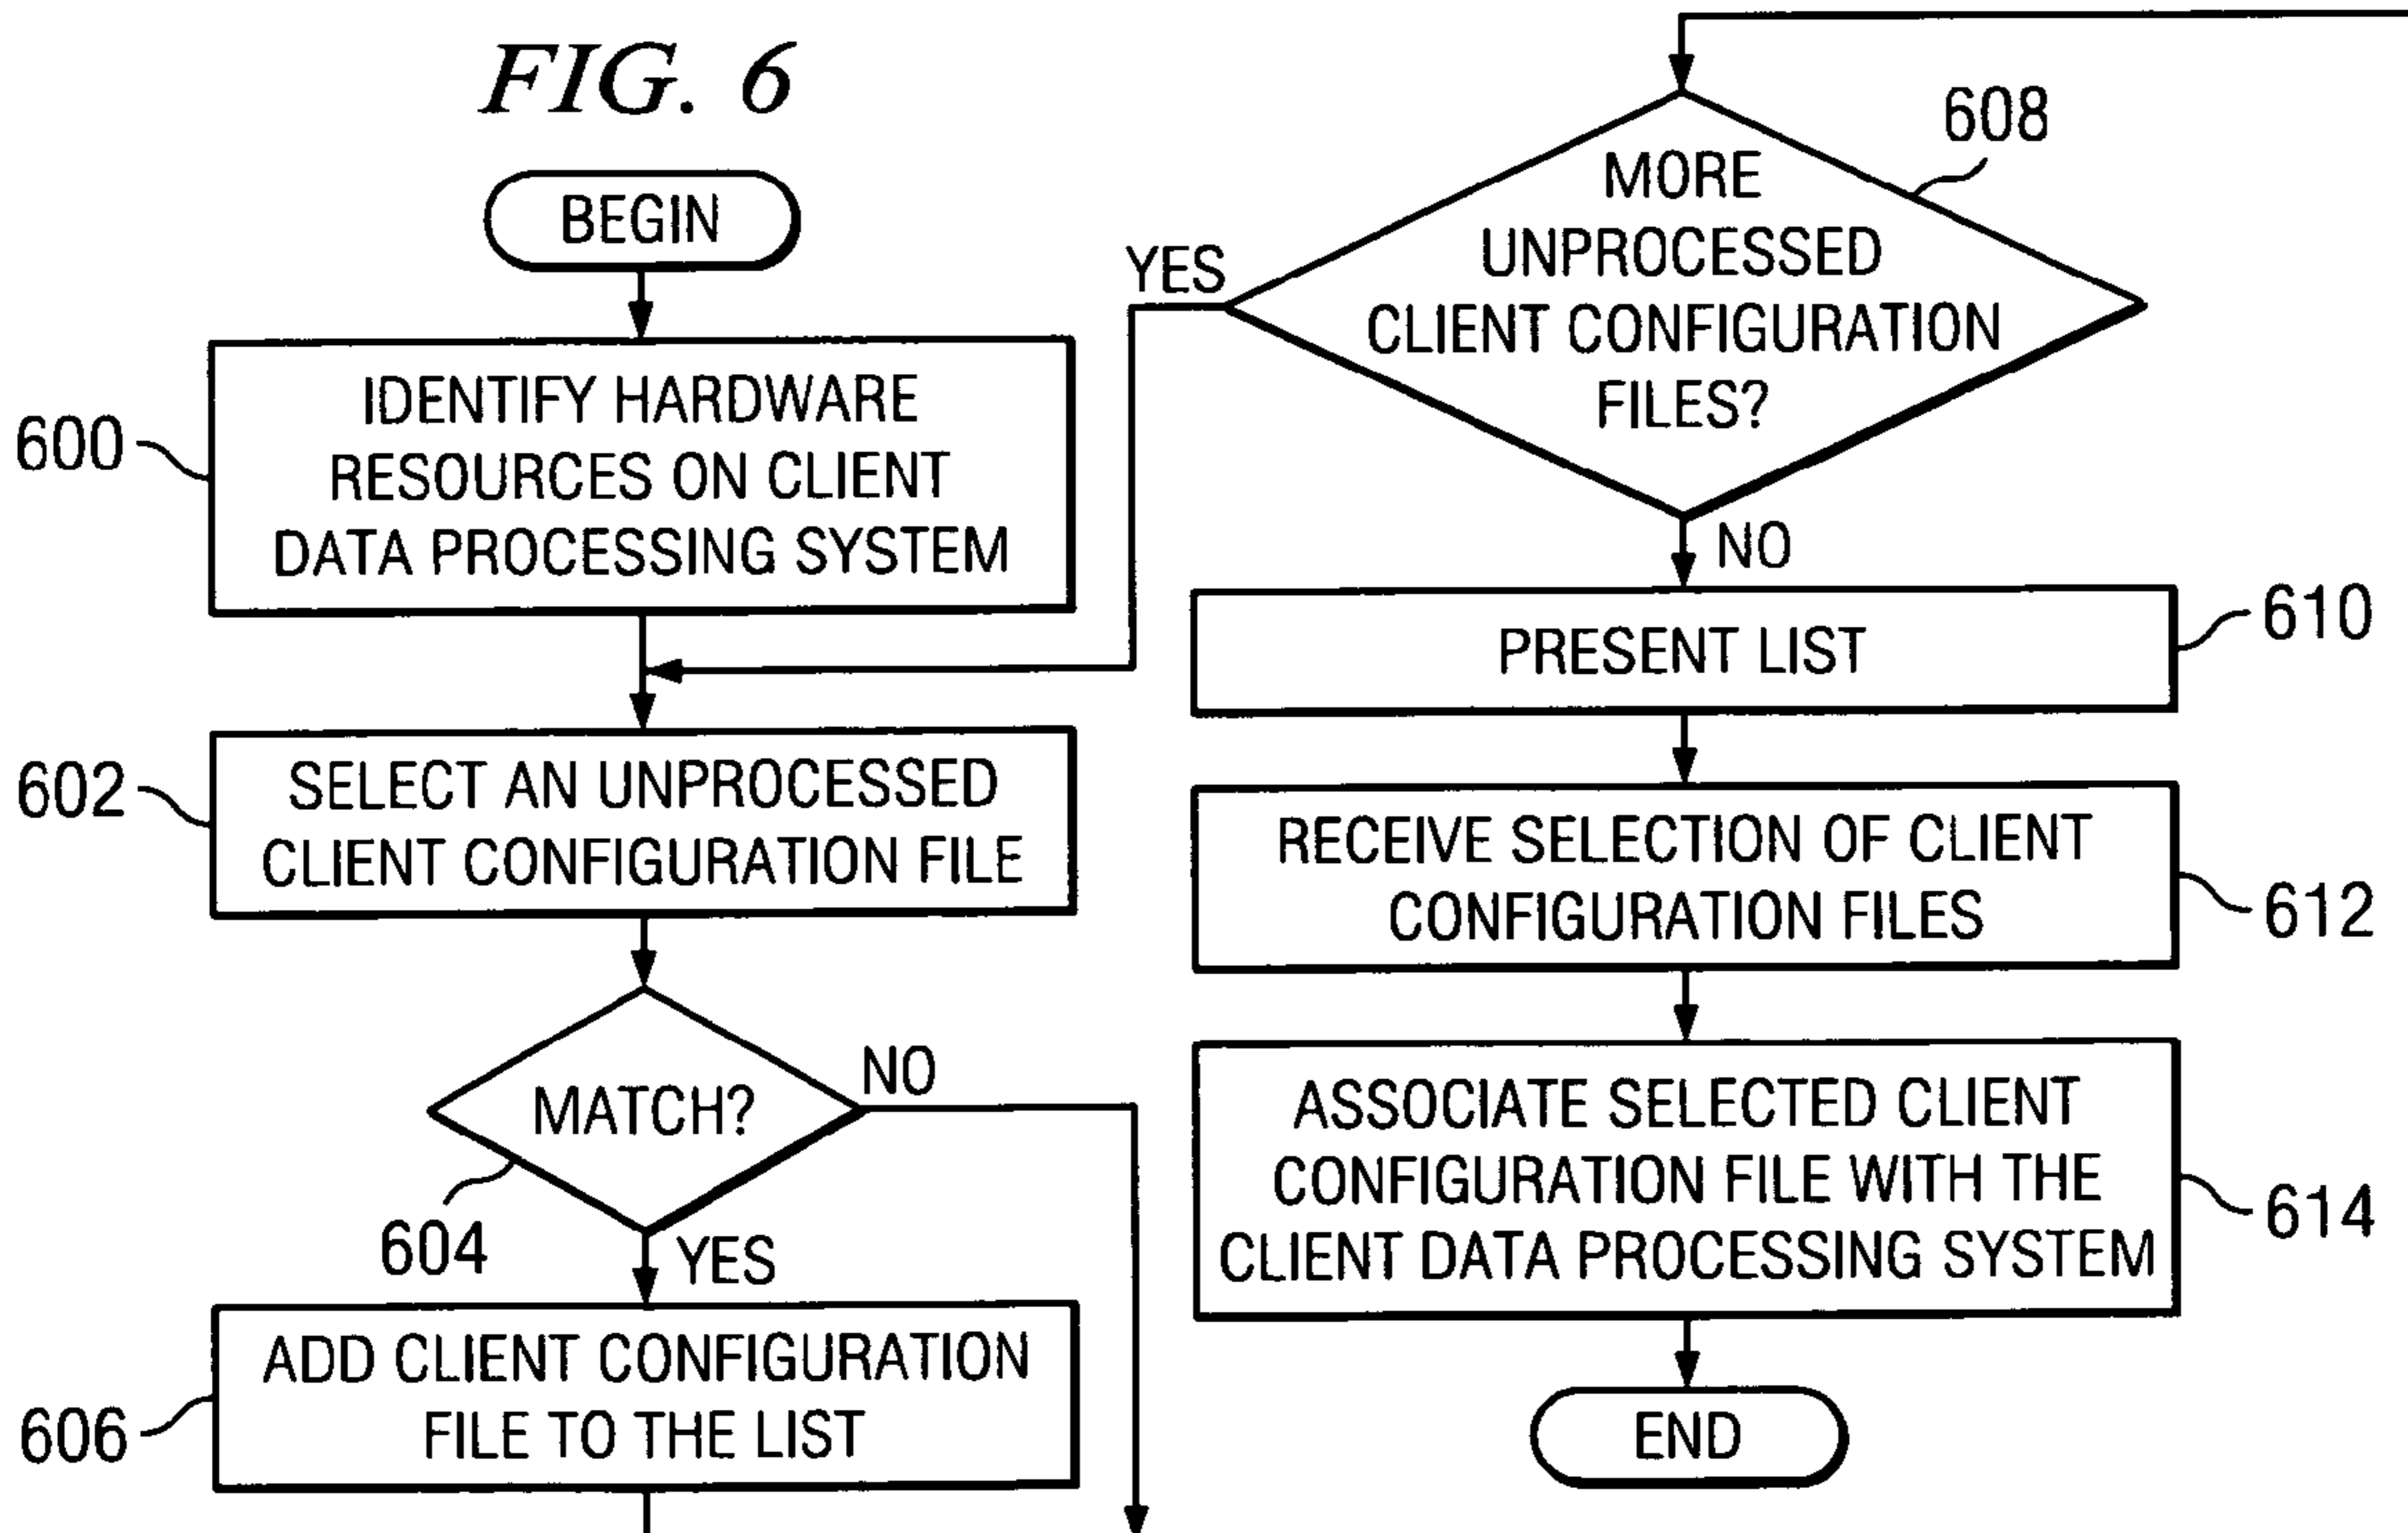 FIG. 6
BEGIN
600
IDENTIFY HARDWARE
RESOURCES ON CLIENT
DATA PROCESSING SYSTEM
602
SELECT AN UNPROCESSED
CLIENT CONFIGURATION FILE
MATCH?
NO
604
YES
606
ADD CLIENT CONFIGURATION
FILE TO THE LIST
608
MORE
UNPROCESSED
CLIENT CONFIGURATION
FILES?
YES
NO
PRESENT LIST
610
RECEIVE SELECTION OF CLIENT
CONFIGURATION FILES
612
ASSOCIATE SELECTED CLIENT
CONFIGURATION FILE WITH THE
CLIENT DATA PROCESSING SYSTEM
614
END